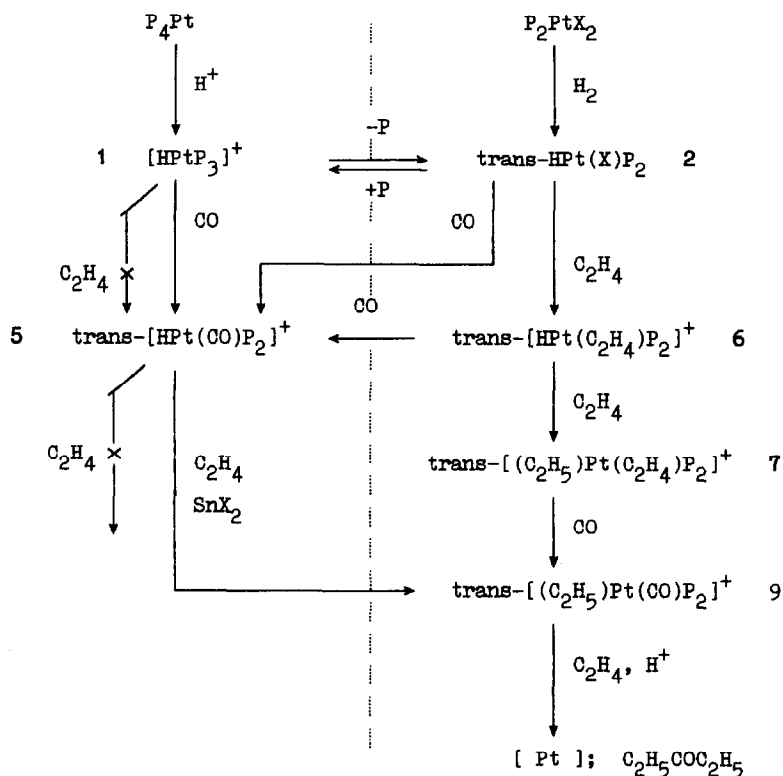 P₄Pt P₂PtX₂
H⁺ H₂
−P
1 [HPtP₃]⁺ trans-HPt(X)P₂ 2
+P
CO CO
C₂H₄ × C₂H₄
CO
5 trans-[HPt(CO)P₂]⁺ trans-[HPt(C₂H₄)P₂]⁺ 6
C₂H₄
C₂H₄ × C₂H₄
trans-[(C₂H₅)Pt(C₂H₄)P₂]⁺ 7
SnX₂
CO
trans-[(C₂H₅)Pt(CO)P₂]⁺ 9
C₂H₄, H⁺
[ Pt ]; C₂H₅COC₂H₅